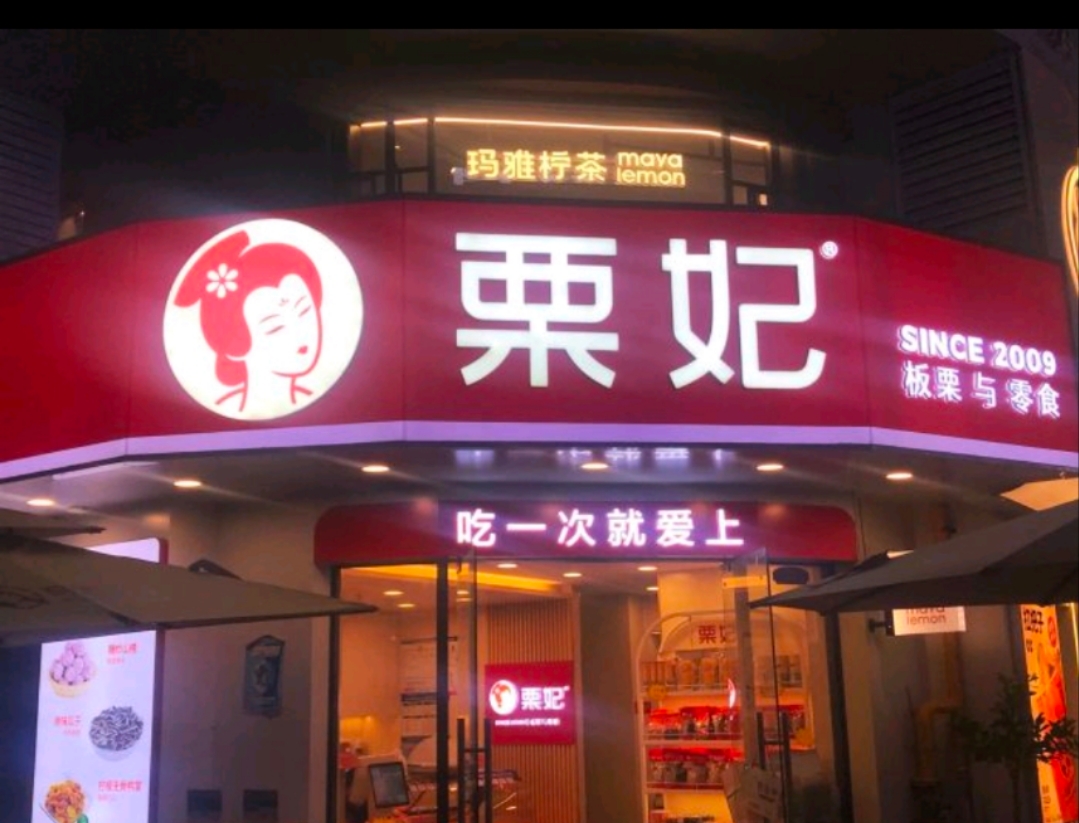 玛雅柠茶 maya lemon
栗妃®
SINCE 2009
板栗与零食
吃一次就爱上
栗妃
栗妃
maya
lemon